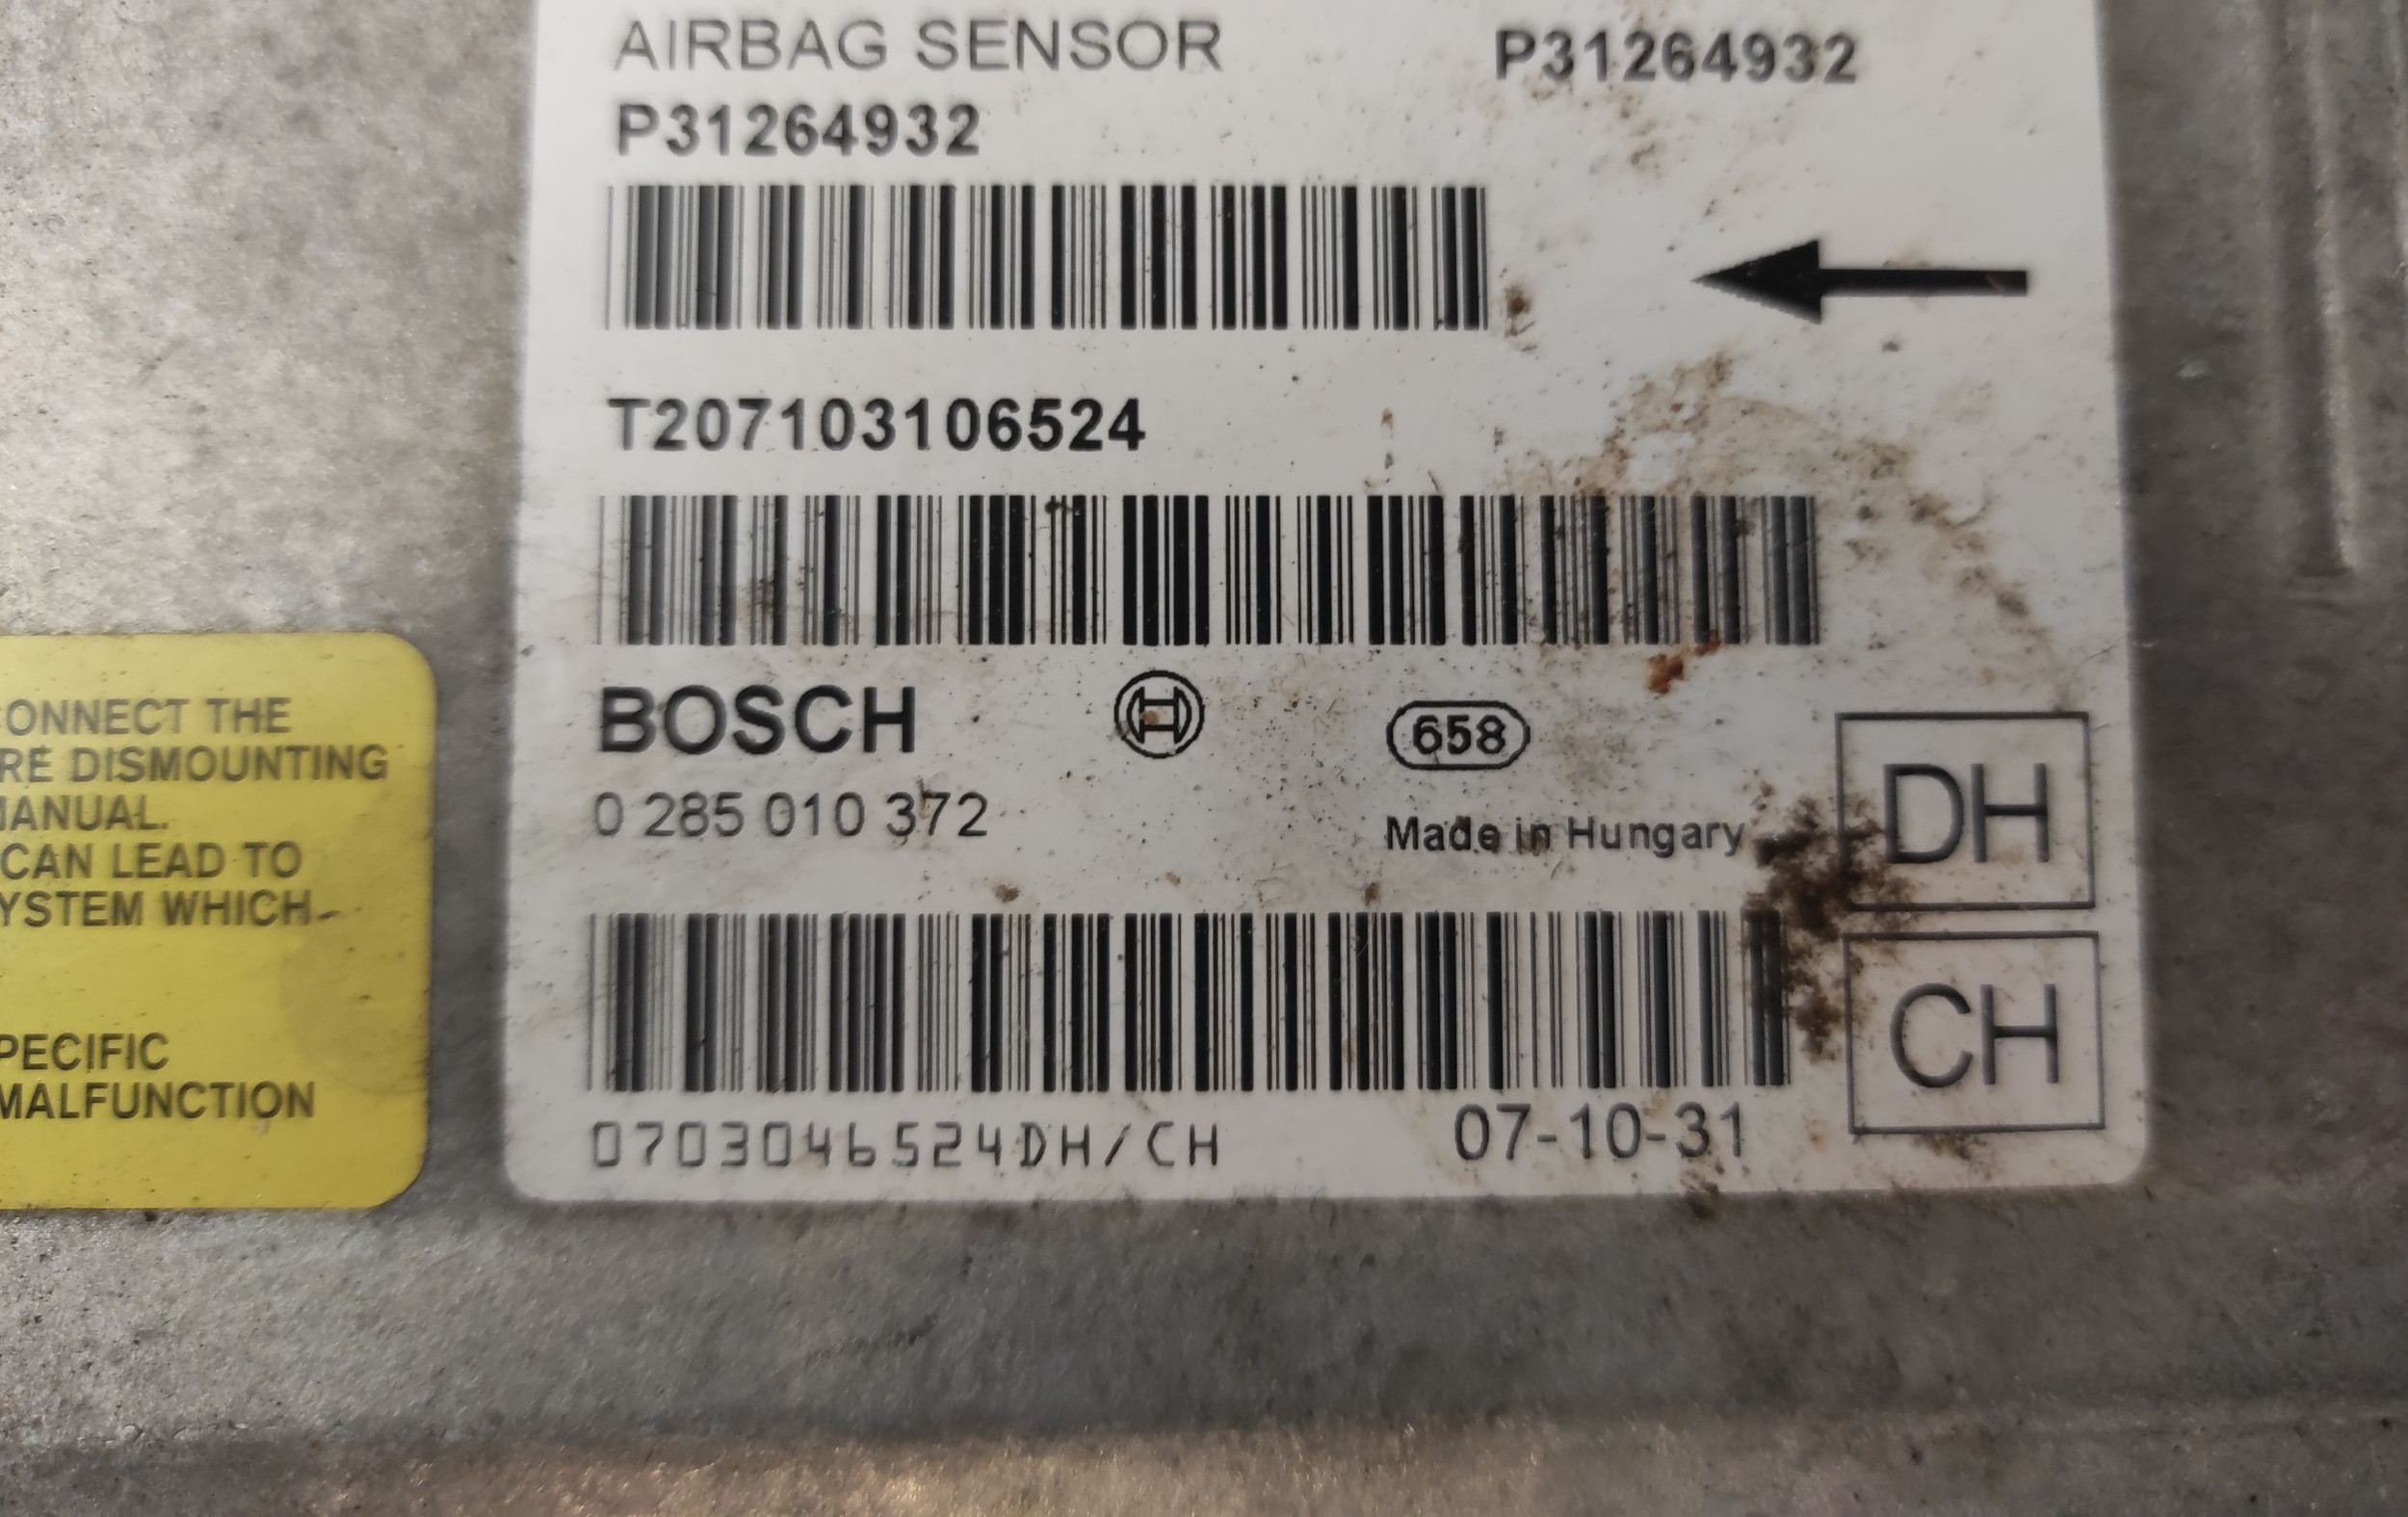 AIRBAG SENSOR
P31264932
P31264932
T207103106524
BOSCH
658
0 285 010 372
Made in Hungary
DH
CH
0703046524DH/CH
07-10-31
ONNECT THE
RE DISMOUNTING
ANUAL.
CAN LEAD TO
YSTEM WHICH
PECIFIC
MALFUNCTION